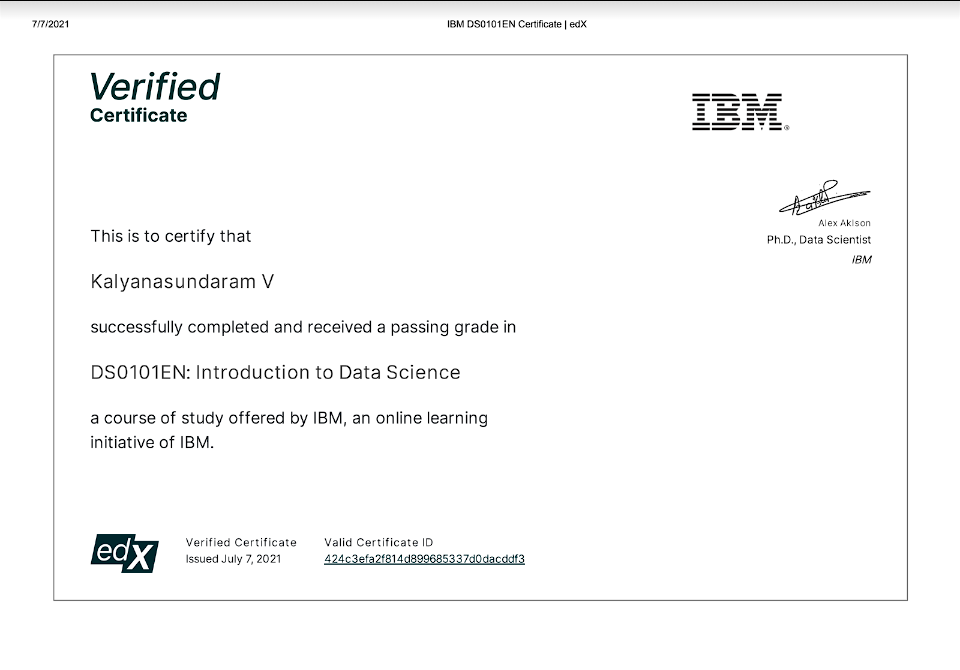 7/7/2021
IBM DS0101EN Certificate | edX
Verified
Certificate
IBM®
Alex Aklson
Ph.D., Data Scientist
IBM
This is to certify that
Kalyanasundaram V
successfully completed and received a passing grade in
DS0101EN: Introduction to Data Science
a course of study offered by IBM, an online learning
initiative of IBM.
edX
Verified Certificate
Issued July 7, 2021
Valid Certificate ID
424c3efa2f814d899685337d0dacddf3